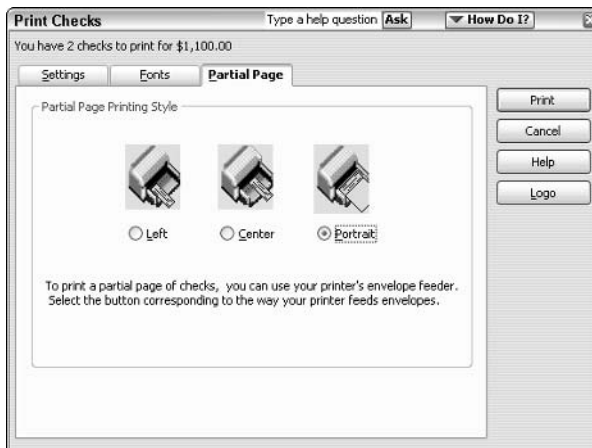 Print Checks
Type a help question Ask
How Do I?
You have 2 checks to print for $1,100.00
Settings
Fonts
Partial Page
Partial Page Printing Style
Left
Center
Portrait
To print a partial page of checks, you can use your printer's envelope feeder.
Select the button corresponding to the way your printer feeds envelopes.
Print
Cancel
Help
Logo